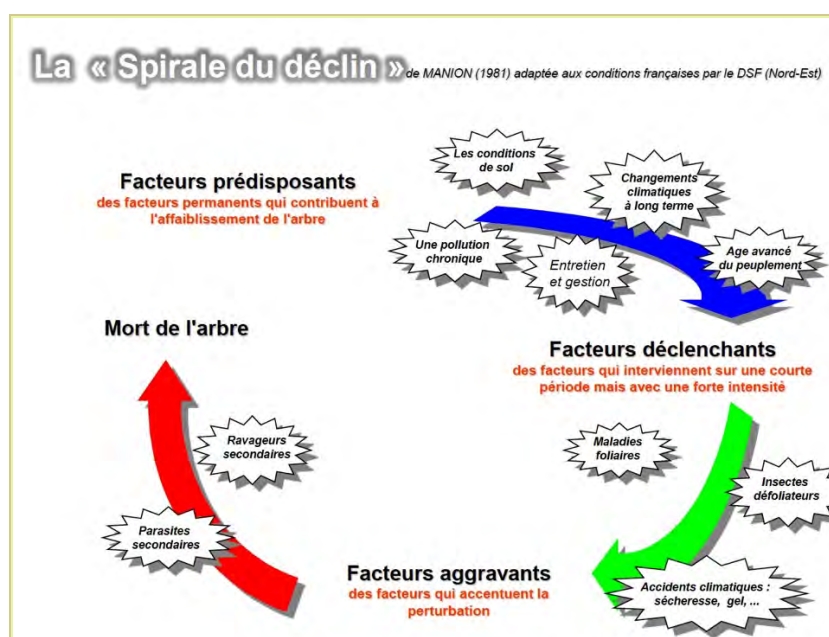 La « Spirale du déclin » de MANION (1981) adaptée aux conditions françaises par le DSF (Nord-Est)
Facteurs prédisposants
des facteurs permanents qui contribuent à
l'affaiblissement de l'arbre
Les conditions
de sol
Changements
climatiques
à long terme
Une pollution
chronique
Entretien
et gestion
Age avancé
du peuplement
Facteurs déclenchants
des facteurs qui interviennent sur une courte
période mais avec une forte intensité
Maladies
foliaires
Insectes
défoliateurs
Accidents climatiques :
sécheresse, gel, ...
Facteurs aggravants
des facteurs qui accentuent la
perturbation
Parasites
secondaires
Ravageurs
secondaires
Mort de l'arbre